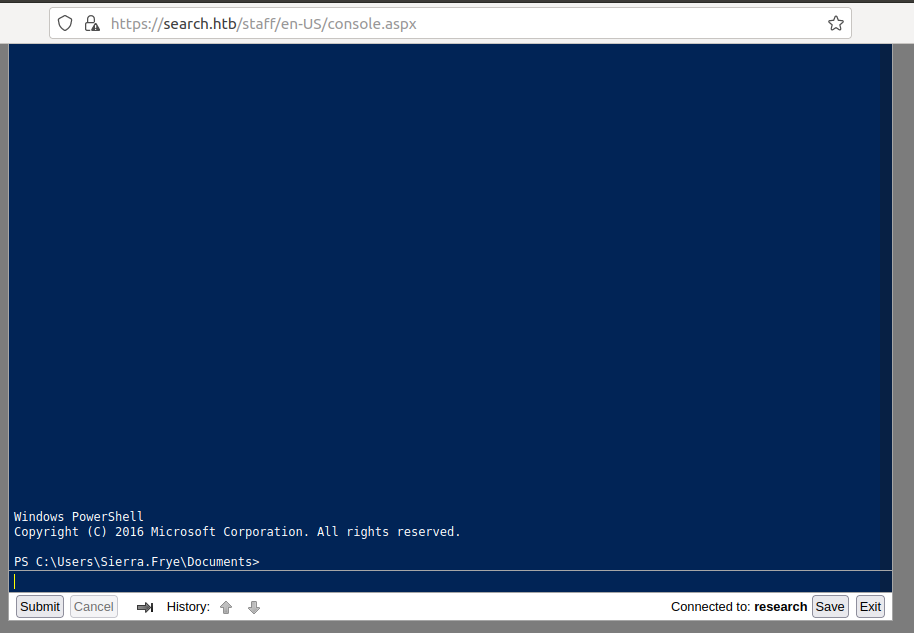 https://search.htb/staff/en-US/console.aspx
Windows PowerShell
Copyright (C) 2016 Microsoft Corporation. All rights reserved.
PS C:\Users\Sierra.Frye\Documents>
Submit Cancel History: Connected to: research Save Exit